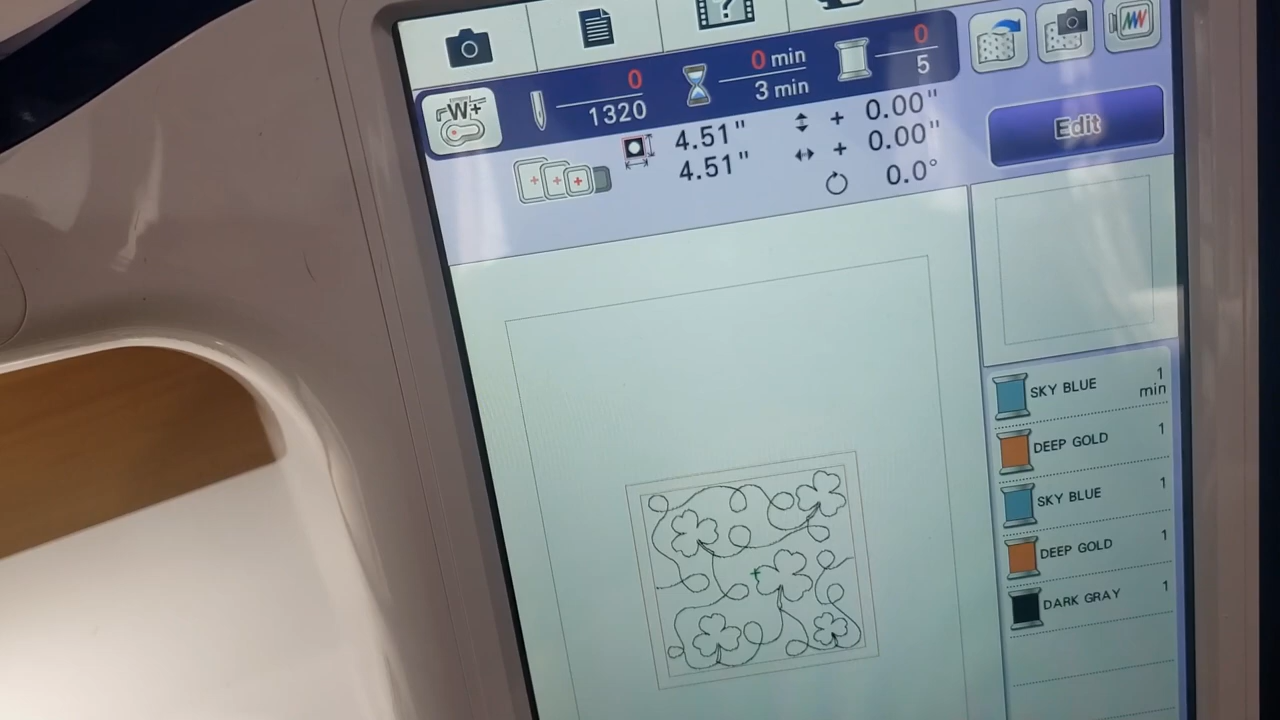 ?
W+
0
1320
0 min
3 min
0
5
4.51"
4.51"
+ 0.00"
+ 0.00"
0.0°
Edit
SKY BLUE 1 min
DEEP GOLD 1
SKY BLUE 1
DEEP GOLD 1
DARK GRAY 1